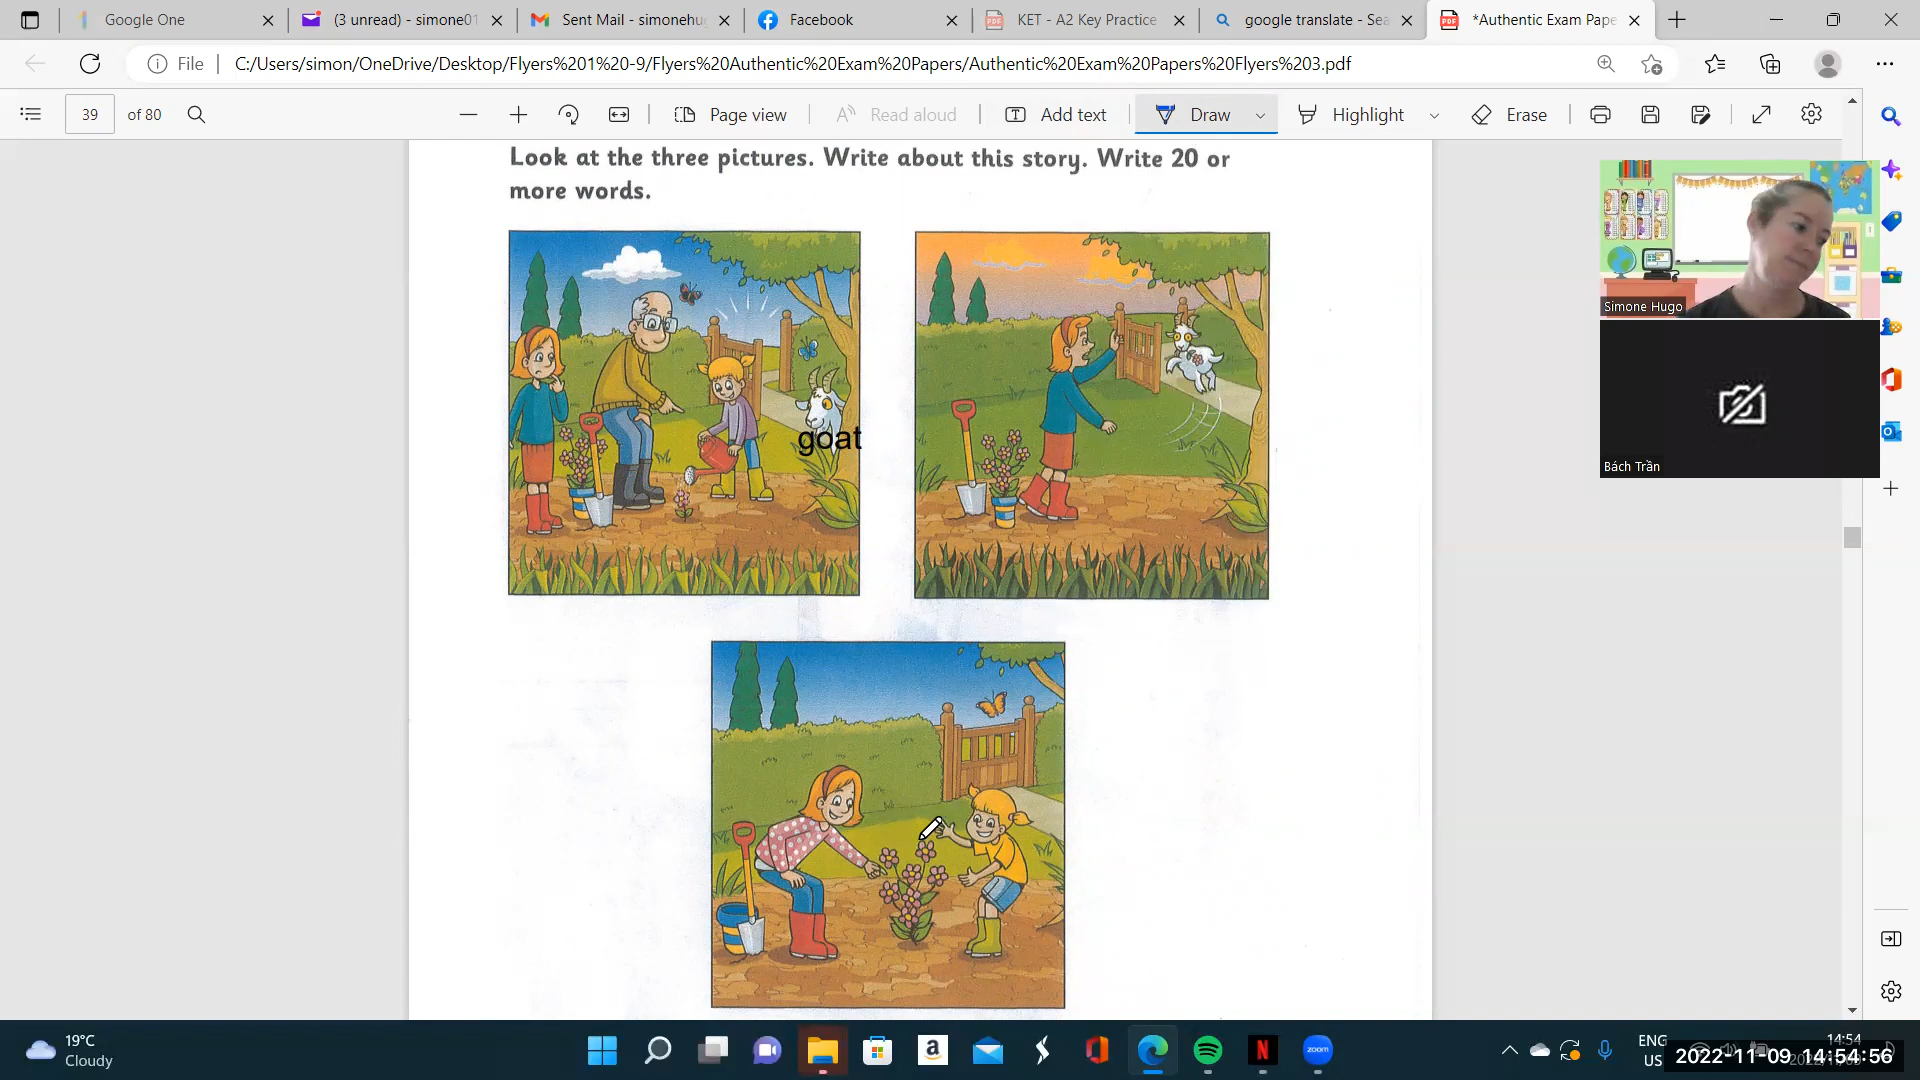 Google One
(3 unread) - simone01
Sent Mail - simonehug
Facebook
KET - A2 Key Practice
google translate - Sea
*Authentic Exam Pape
File
C:/Users/simon/OneDrive/Desktop/Flyers%201%20-9/Flyers%20Authentic%20Exam%20Papers/Authentic%20Exam%20Papers%20Flyers%203.pdf
39 of 80
Page view
Read aloud
Add text
Draw
Highlight
Erase
Look at the three pictures. Write about this story. Write 20 or
more words.
goat
Simone Hugo
Bách Trần
19°C
Cloudy
zoom
ENG
US
14:54
2022-11-09 14:54:56